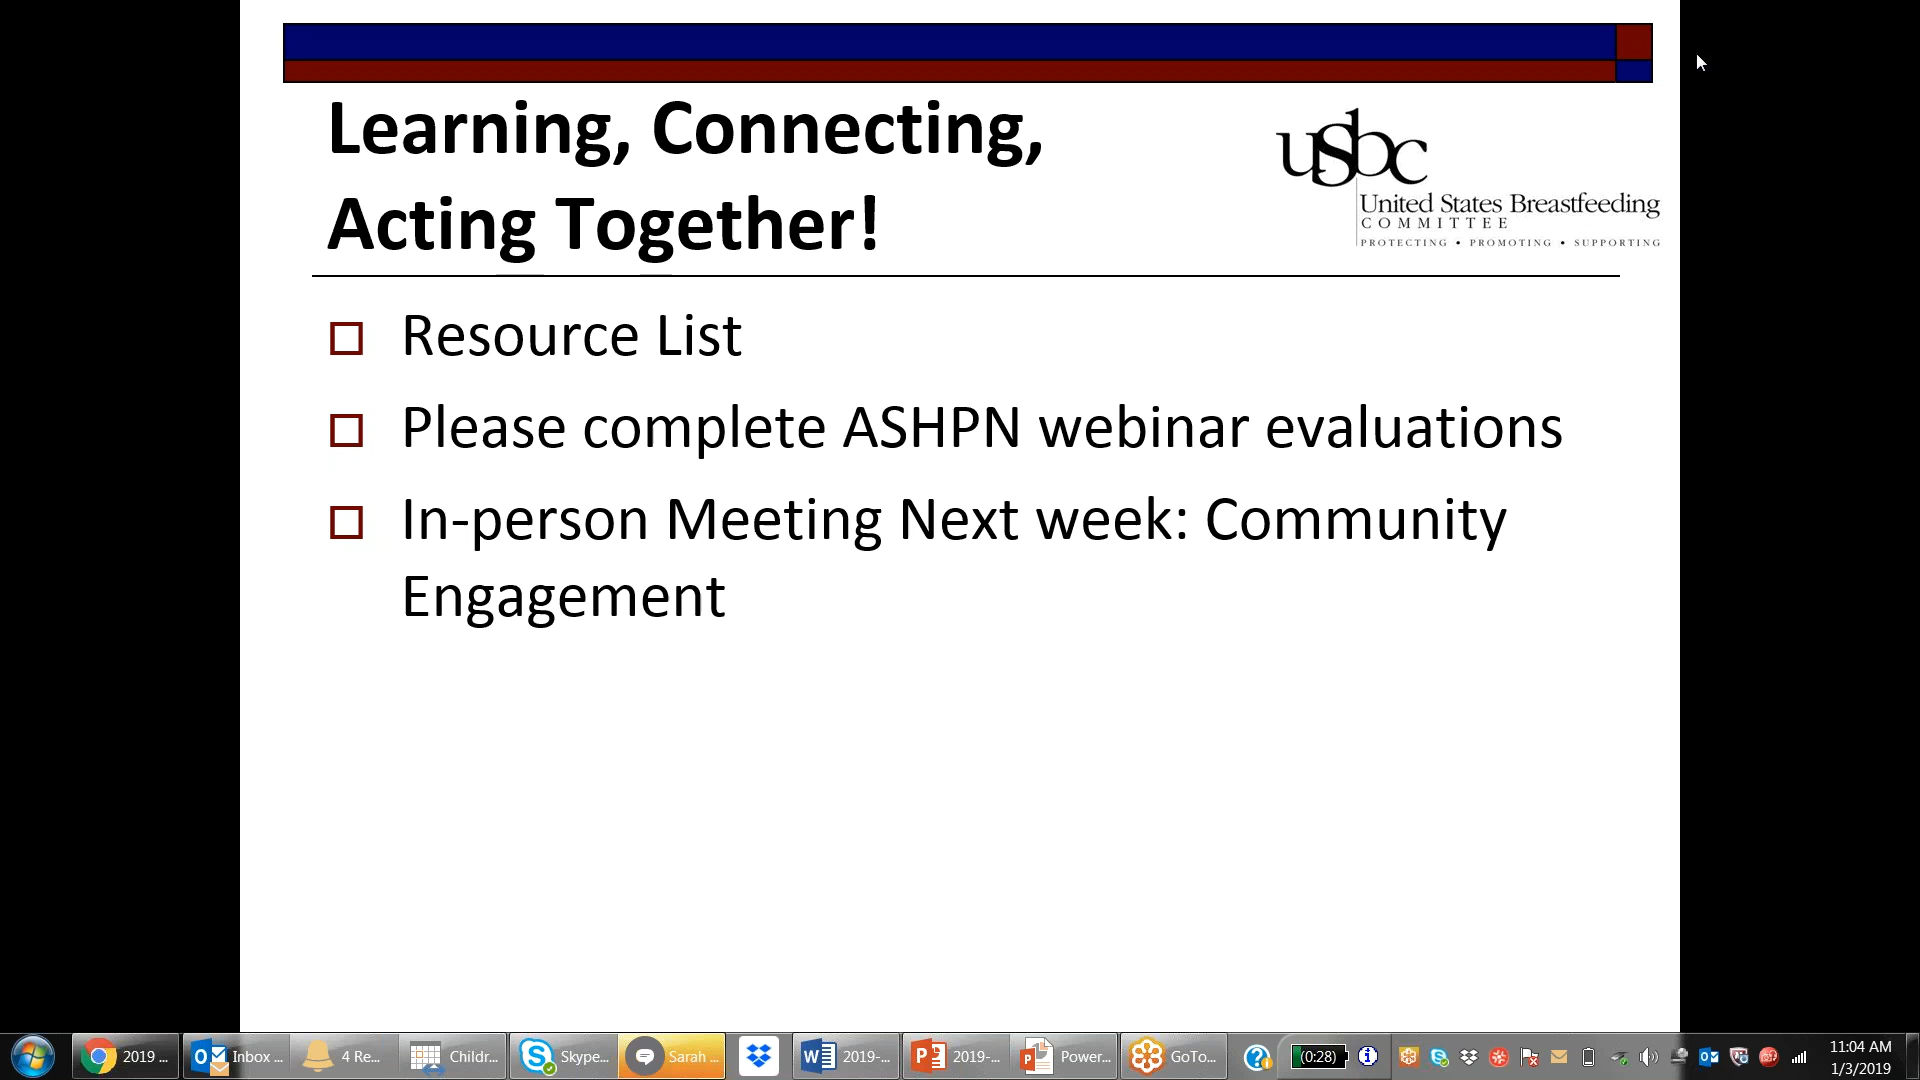 Learning, Connecting,
Acting Together!
usbc
United States Breastfeeding
COMMITTEE
PROTECTING • PROMOTING • SUPPORTING
Resource List
Please complete ASHPN webinar evaluations
In-person Meeting Next week: Community
Engagement
2019 ...
Inbox ...
4 Re...
Childr...
Skype...
Sarah ...
2019-...
2019-...
Power...
GoTo...
(0:28)
11:04 AM
1/3/2019